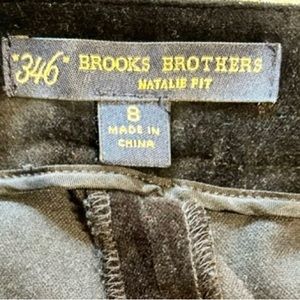 "346" BROOKS BROTHERS
NATALIE FIT
8
MADE IN
CHINA